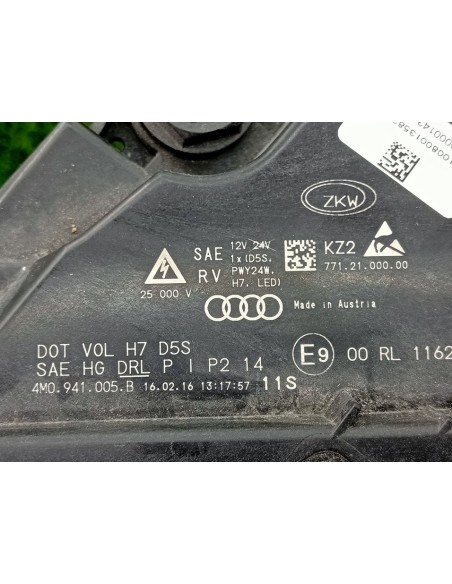 10080001358
000014
ZKW
SAE 12V 24V
1x (D5S,
RV PWY24W,
H7, LED)
25 000 V
KZ2
771.21.000.00
Made in Austria
DOT VOL H7 D5S
SAE HG DRL P I P2 14
4M0.941.005.B 16.02.16 13:17:57 11S
E9 00 RL 1162